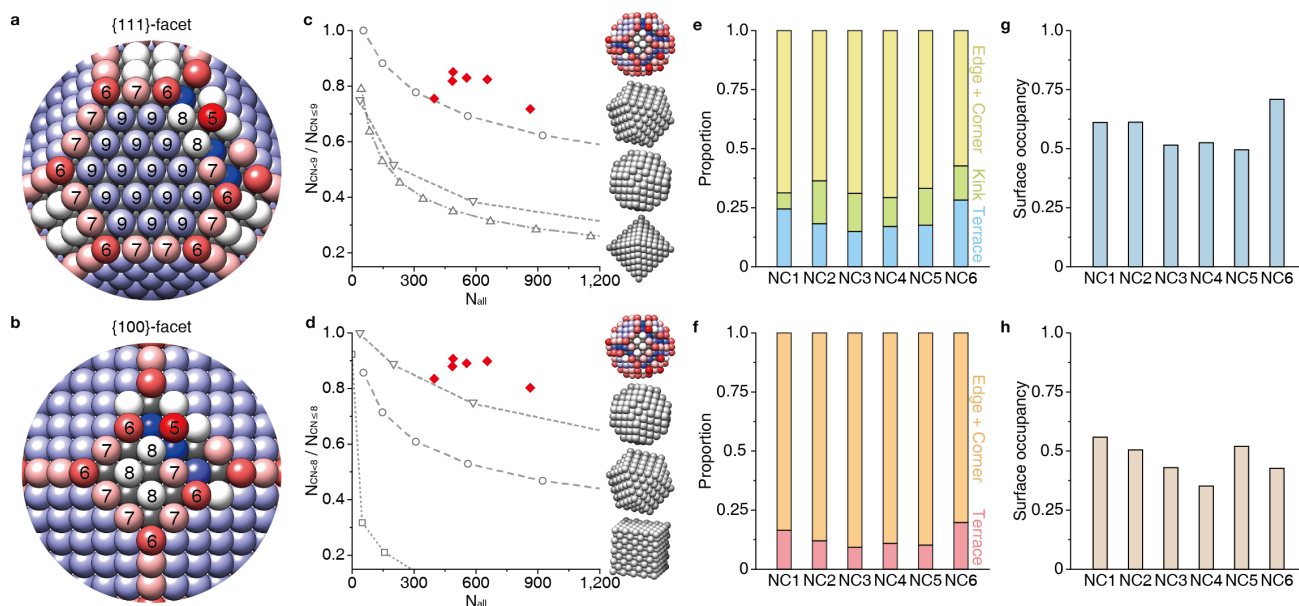 a
{111}-facet
6 7 6
7 9 9 8 5
7 9 9 9 8
6 9 9 9 9 7
7 9 9 9 9 6
7 9 9 9 7
6 7 7 6
b
{100}-facet
6 5
7 8
6 8 7
7 8 6
7 7
6
c
N_CN<9 / N_CN≤9
1.0
0.8
0.6
0.4
0.2
0 300 600 900 1,200
N_all
d
N_CN<8 / N_CN≤8
1.0
0.8
0.6
0.4
0.2
0 300 600 900 1,200
N_all
e
Proportion
1.0
0.75
0.5
0.25
0
Edge + Corner
Kink
Terrace
NC1 NC2 NC3 NC4 NC5 NC6
f
Proportion
1.0
0.75
0.5
0.25
0
Edge + Corner
Terrace
NC1 NC2 NC3 NC4 NC5 NC6
g
Surface occupancy
1.0
0.75
0.5
0.25
0
NC1 NC2 NC3 NC4 NC5 NC6
h
Surface occupancy
1.0
0.75
0.5
0.25
0
NC1 NC2 NC3 NC4 NC5 NC6